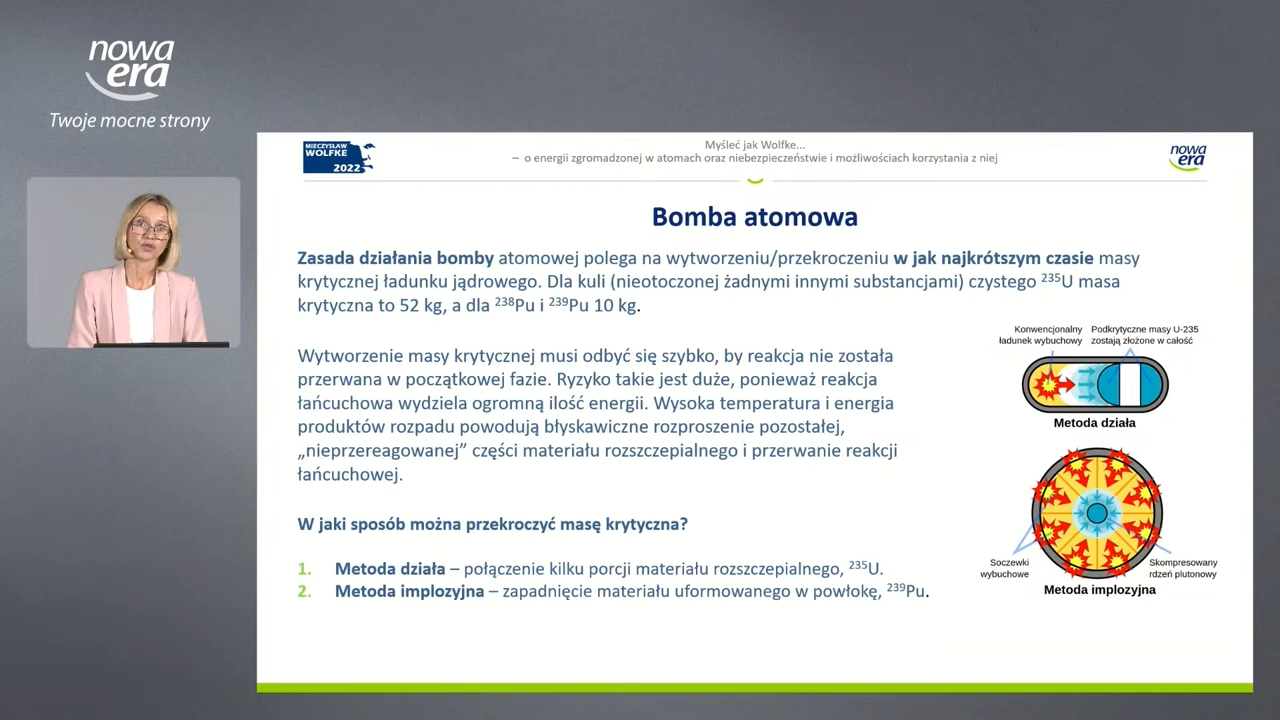 nowa
era
Twoje mocne strony
MIECZYSŁAW
WOLFKE
2022
Myśleć jak Wolfke...
– o energii zgromadzonej w atomach oraz niebezpieczeństwie i możliwościach korzystania z niej
nowa
era
Bomba atomowa
Zasada działania bomby atomowej polega na wytworzeniu/przekroczeniu w jak najkrótszym czasie masy
krytycznej ładunku jądrowego. Dla kuli (nieotoczonej żadnymi innymi substancjami) czystego ²³⁵U masa
krytyczna to 52 kg, a dla ²³⁸Pu i ²³⁹Pu 10 kg.
Wytworzenie masy krytycznej musi odbyć się szybko, by reakcja nie została
przerwana w początkowej fazie. Ryzyko takie jest duże, ponieważ reakcja
łańcuchowa wydziela ogromną ilość energii. Wysoka temperatura i energia
produktów rozpadu powodują błyskawiczne rozproszenie pozostałej,
„nieprzereagowanej” części materiału rozszczepialnego i przerwanie reakcji
łańcuchowej.
W jaki sposób można przekroczyć masę krytyczna?
1. Metoda działa – połączenie kilku porcji materiału rozszczepialnego, ²³⁵U.
2. Metoda implozyjna – zapadnięcie materiału uformowanego w powłokę, ²³⁹Pu.
Konwencjonalny
ładunek wybuchowy
Podkrytyczne masy U-235
zostają złożone w całość
Metoda działa
Soczewki
wybuchowe
Skompresowany
rdzeń plutonowy
Metoda implozyjna